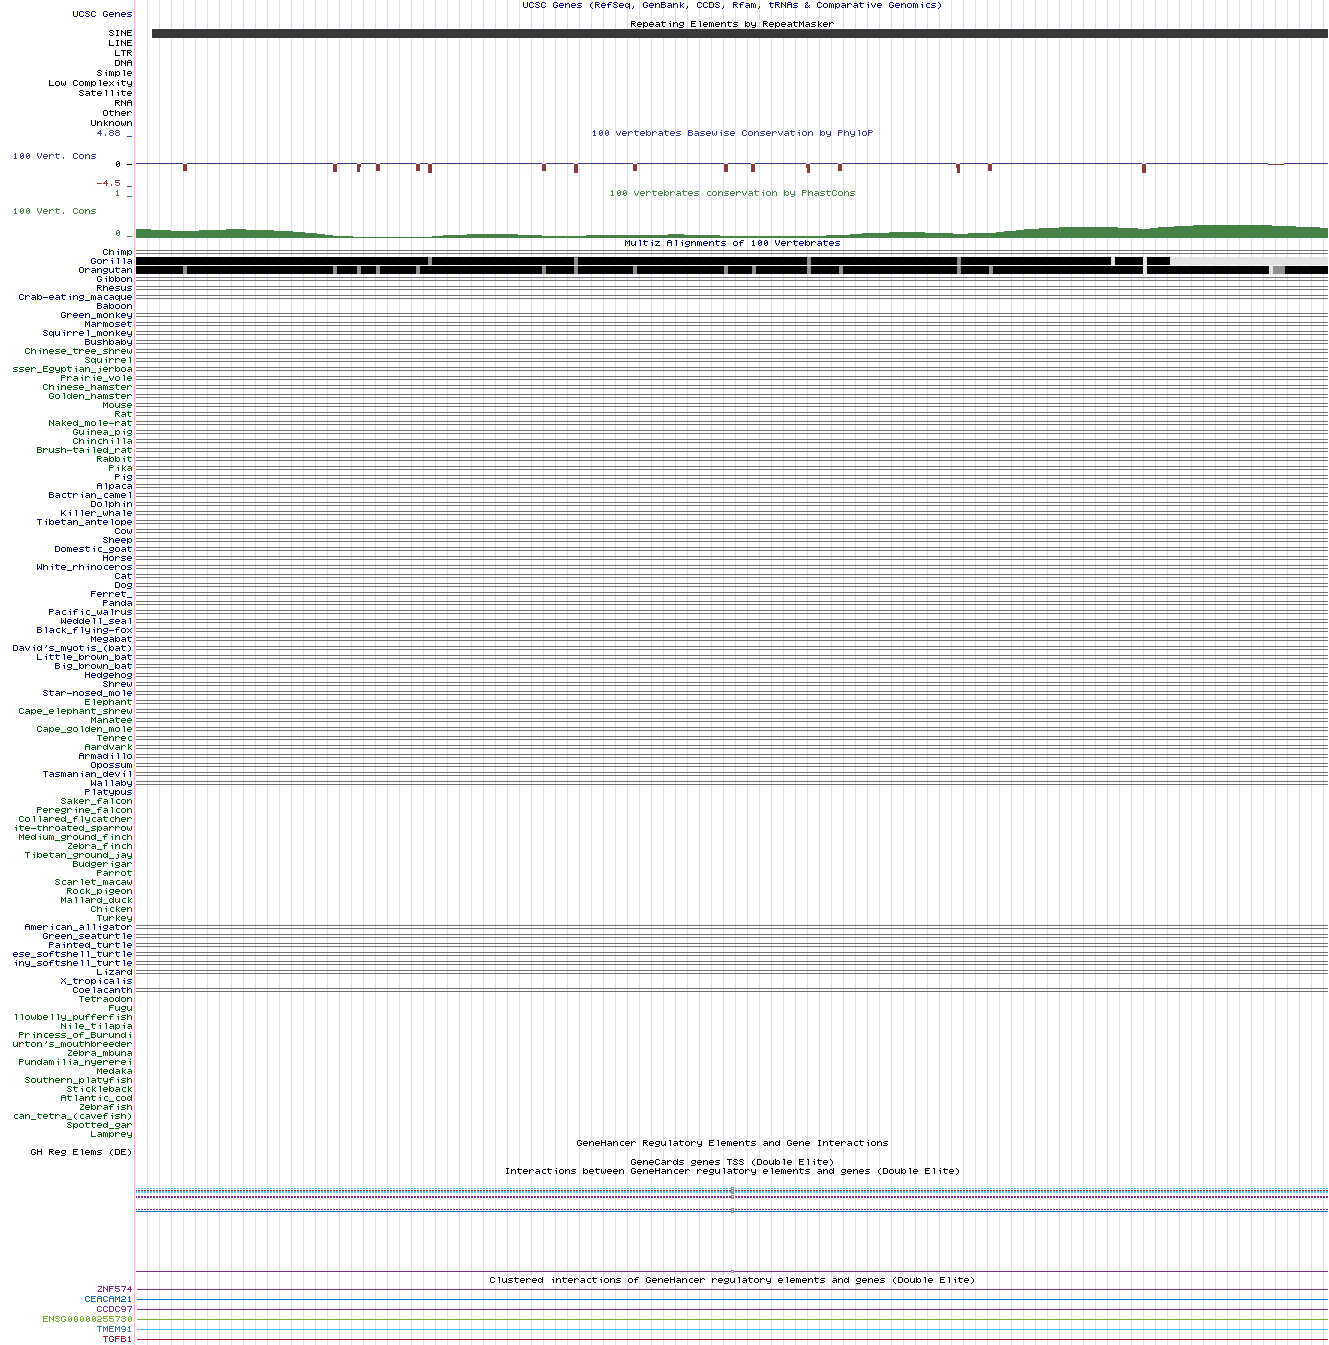 UCSC Genes (RefSeq, GenBank, CCDS, Rfam, tRNAs & Comparative Genomics)
UCSC Genes
Repeating Elements by RepeatMasker
SINE
LINE
LTR
DNA
Simple
Low Complexity
Satellite
RNA
Other
Unknown
4.88 _
100 vertebrates Basewise Conservation by PhyloP
100 Vert. Cons
0 -
-4.5 _
1 _
100 vertebrates conservation by PhastCons
100 Vert. Cons
0 _
Multiz Alignments of 100 Vertebrates
Chimp
Gorilla
Orangutan
Gibbon
Rhesus
Crab-eating_macaque
Baboon
Green_monkey
Marmoset
Squirrel_monkey
Bushbaby
Chinese_tree_shrew
Squirrel
sser_Egyptian_jerboa
Prairie_vole
Chinese_hamster
Golden_hamster
Mouse
Rat
Naked_mole-rat
Guinea_pig
Chinchilla
Brush-tailed_rat
Rabbit
Pika
Pig
Alpaca
Bactrian_camel
Dolphin
Killer_whale
Tibetan_antelope
Cow
Sheep
Domestic_goat
Horse
White_rhinoceros
Cat
Dog
Ferret_
Panda
Pacific_walrus
Weddell_seal
Black_flying-fox
Megabat
David's_myotis_(bat)
Little_brown_bat
Big_brown_bat
Hedgehog
Shrew
Star-nosed_mole
Elephant
Cape_elephant_shrew
Manatee
Cape_golden_mole
Tenrec
Aardvark
Armadillo
Opossum
Tasmanian_devil
Wallaby
Platypus
Saker_falcon
Peregrine_falcon
Collared_flycatcher
ite-throated_sparrow
Medium_ground_finch
Zebra_finch
Tibetan_ground_jay
Budgerigar
Parrot
Scarlet_macaw
Rock_pigeon
Mallard_duck
Chicken
Turkey
American_alligator
Green_seaturtle
Painted_turtle
ese_softshell_turtle
iny_softshell_turtle
Lizard
X_tropicalis
Coelacanth
Tetraodon
Fugu
llowbelly_pufferfish
Nile_tilapia
Princess_of_Burundi
urton's_mouthbreeder
Zebra_mbuna
Pundamilia_nyererei
Medaka
Southern_platyfish
Stickleback
Atlantic_cod
Zebrafish
can_tetra_(cavefish)
Spotted_gar
Lamprey
GeneHancer Regulatory Elements and Gene Interactions
GH Reg Elems (DE)
GeneCards genes TSS (Double Elite)
Interactions between GeneHancer regulatory elements and genes (Double Elite)
Clustered interactions of GeneHancer regulatory elements and genes (Double Elite)
ZNF574
CEACAM21
CCDC97
ENSG00000255730
TMEM91
TGFB1